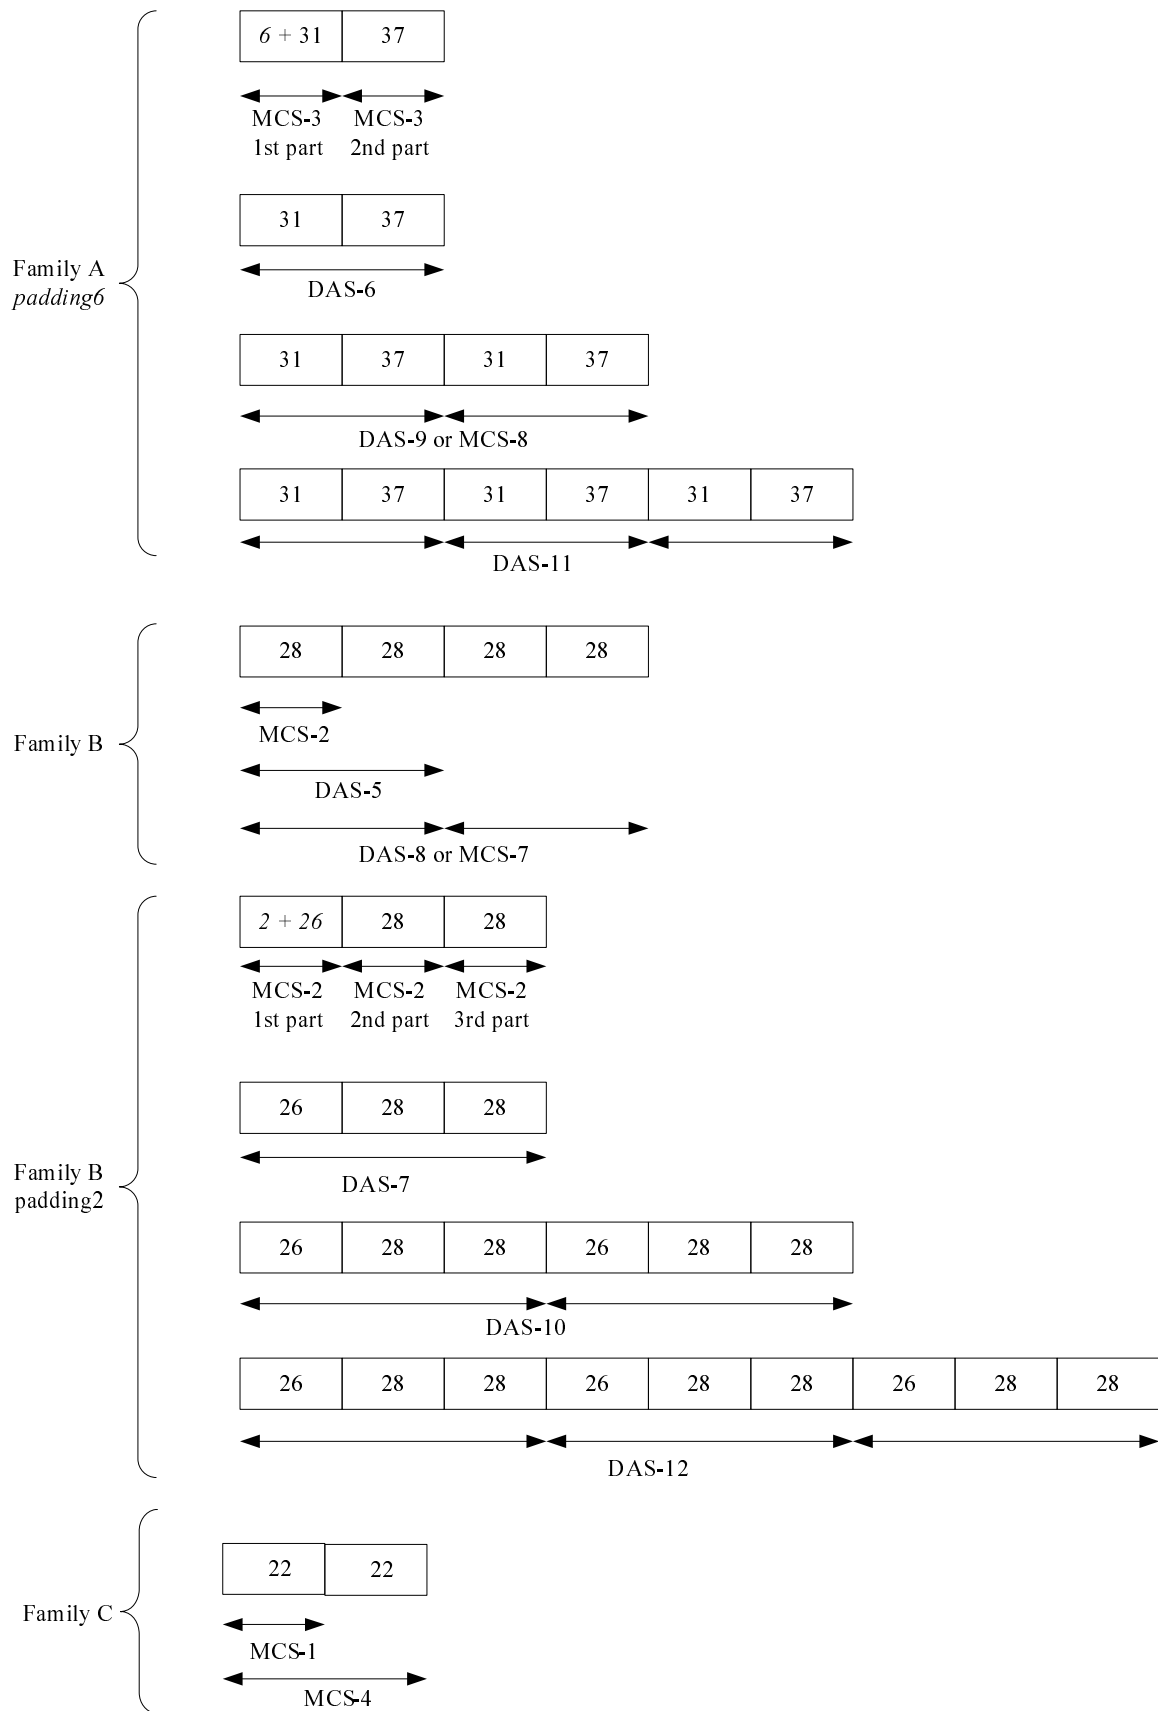 6 + 31 37
MCS-3 MCS-3
1st part 2nd part
31 37
DAS-6
Family A
padding6
31 37 31 37
DAS-9 or MCS-8
31 37 31 37 31 37
DAS-11
28 28 28 28
MCS-2
Family B
DAS-5
DAS-8 or MCS-7
2 + 26 28 28
MCS-2 MCS-2 MCS-2
1st part 2nd part 3rd part
26 28 28
Family B
padding2
DAS-7
26 28 28 26 28 28
DAS-10
26 28 28 26 28 28 26 28 28
DAS-12
22 22
Family C
MCS-1
MCS-4